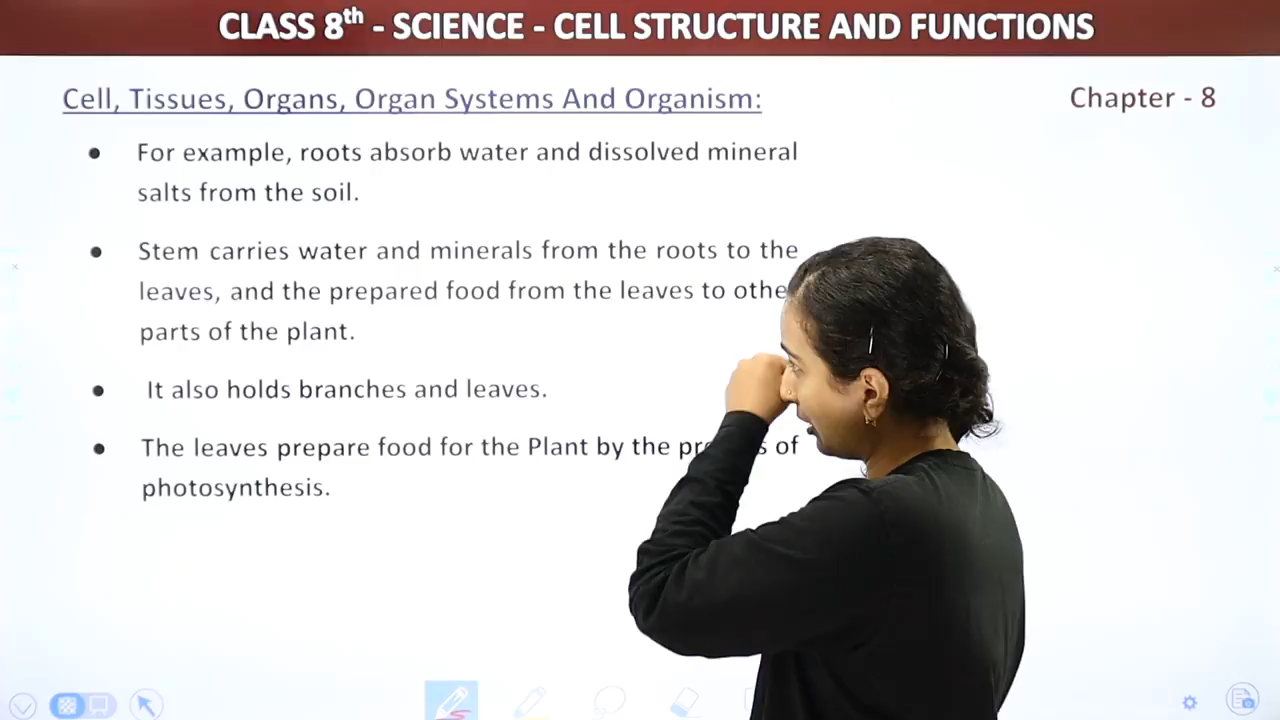 CLASS 8th - SCIENCE - CELL STRUCTURE AND FUNCTIONS
Cell, Tissues, Organs, Organ Systems And Organism:
Chapter - 8
● For example, roots absorb water and dissolved mineral
salts from the soil.
● Stem carries water and minerals from the roots to the
leaves, and the prepared food from the leaves to
parts of the plant.
● It also holds branches and leaves.
● The leaves prepare food for the Plant by the of
photosynthesis.